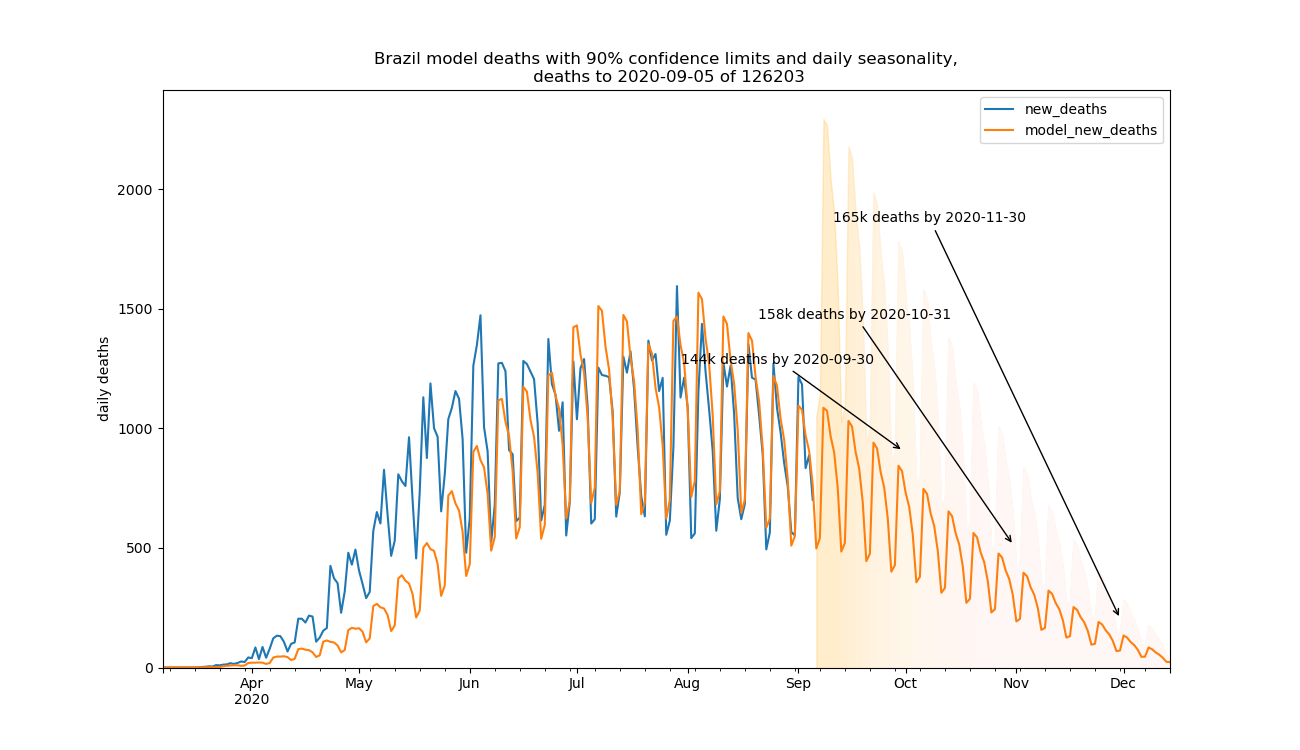 Brazil model deaths with 90% confidence limits and daily seasonality,
deaths to 2020-09-05 of 126203
new_deaths
model_new_deaths
2000
165k deaths by 2020-11-30
1500
158k deaths by 2020-10-31
144k deaths by 2020-09-30
daily deaths
1000
500
0
Apr May Jun Jul Aug Sep Oct Nov Dec
2020